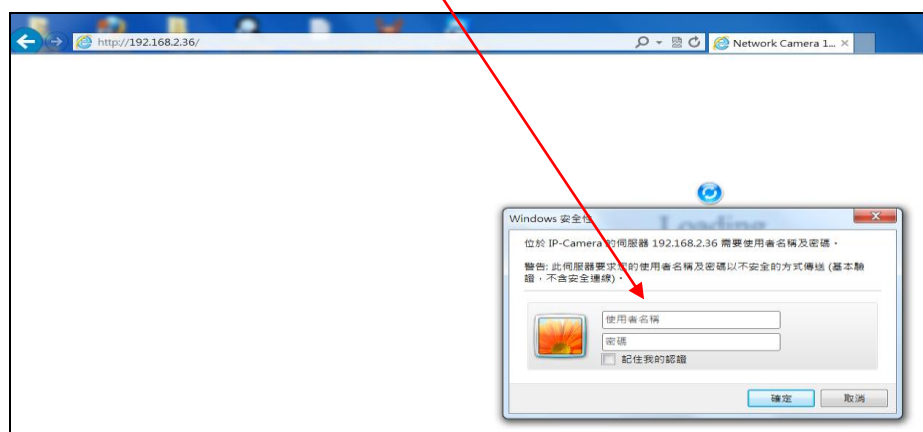 http://192.168.2.36/
Network Camera 1...
Loading
Windows 安全性
位於 IP-Camera 的伺服器 192.168.2.36 需要使用者名稱及密碼。
警告: 此伺服器要求您的使用者名稱及密碼以不安全的方式傳送 (基本驗
證，不含安全連線)。
使用者名稱
密碼
記住我的認證
確定
取消